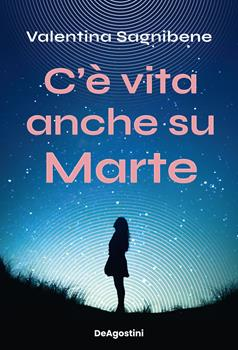 Valentina Sagnibene
C'è vita
anche su
Marte
DeAgostini